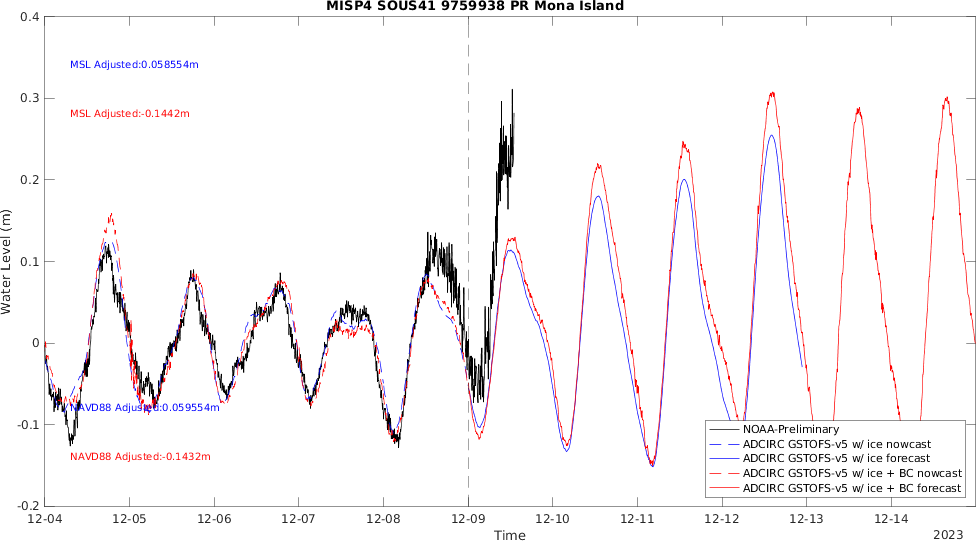 MISP4 SOUS41 9759938 PR Mona Island
0.4
0.3
0.2
0.1
0
-0.1
-0.2
Water Level (m)
MSL Adjusted:0.058554m
MSL Adjusted:-0.1442m
NAVD88 Adjusted:0.059554m
NAVD88 Adjusted:-0.1432m
NOAA-Preliminary
ADCIRC GSTOFS-v5 w/ ice nowcast
ADCIRC GSTOFS-v5 w/ ice forecast
ADCIRC GSTOFS-v5 w/ ice + BC nowcast
ADCIRC GSTOFS-v5 w/ ice + BC forecast
12-04 12-05 12-06 12-07 12-08 12-09 12-10 12-11 12-12 12-13 12-14
Time
2023